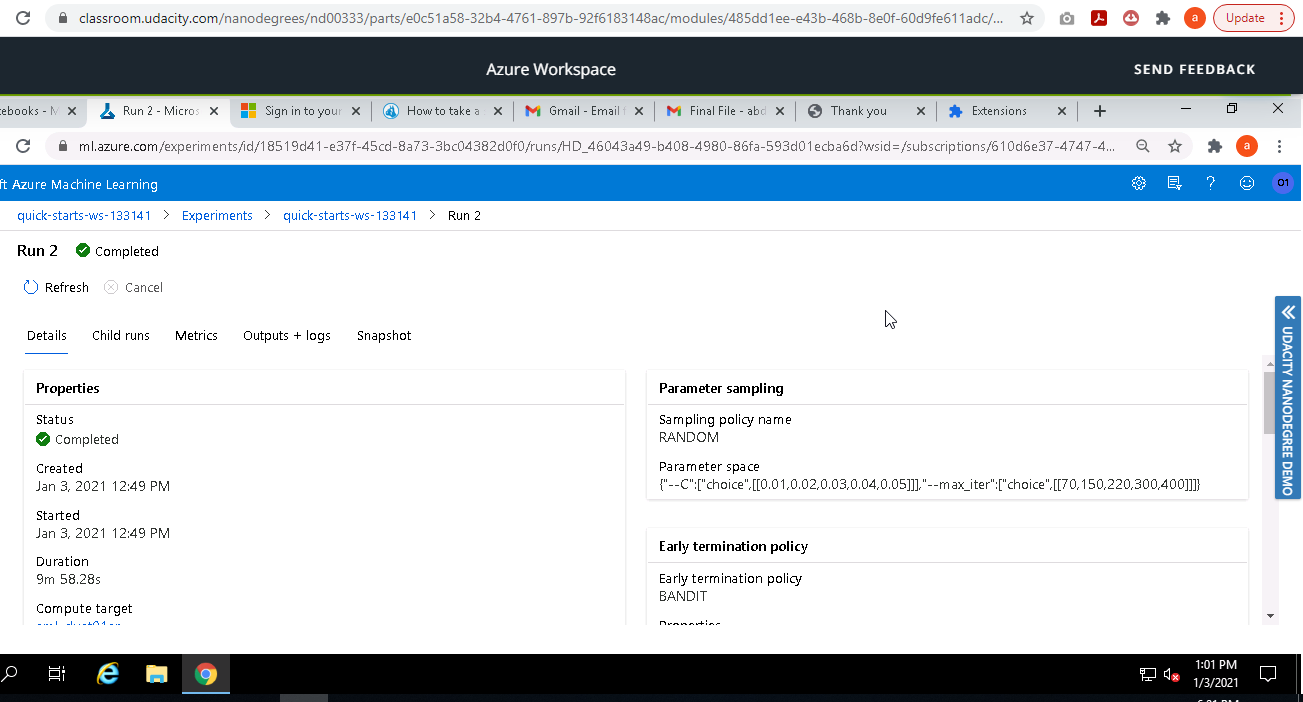 classroom.udacity.com/nanodegrees/nd00333/parts/e0c51a58-32b4-4761-897b-92f6183148ac/modules/485dd1ee-e43b-468b-8e0f-60d9fe611adc/...
a
Update
Azure Workspace
SEND FEEDBACK
tebooks - M
Run 2 - Micros
Sign in to your
How to take a
Gmail - Email f
Final File - abd
Thank you
Extensions
ml.azure.com/experiments/id/18519d41-e37f-45cd-8a73-3bc04382d0f0/runs/HD_46043a49-b408-4980-86fa-593d01ecba6d?wsid=/subscriptions/610d6e37-4747-4...
a
ft Azure Machine Learning
01
quick-starts-ws-133141 > Experiments > quick-starts-ws-133141 > Run 2
Run 2 Completed
Refresh Cancel
Details Child runs Metrics Outputs + logs Snapshot
Properties
Status
Completed
Created
Jan 3, 2021 12:49 PM
Started
Jan 3, 2021 12:49 PM
Duration
9m 58.28s
Compute target
Parameter sampling
Sampling policy name
RANDOM
Parameter space
{"--C":["choice",[[0.01,0.02,0.03,0.04,0.05]]],"--max_iter":["choice",[[70,150,220,300,400]]]}
Early termination policy
Early termination policy
BANDIT
Properties
UDACITY NANODEGREE DEMO
1:01 PM
1/3/2021